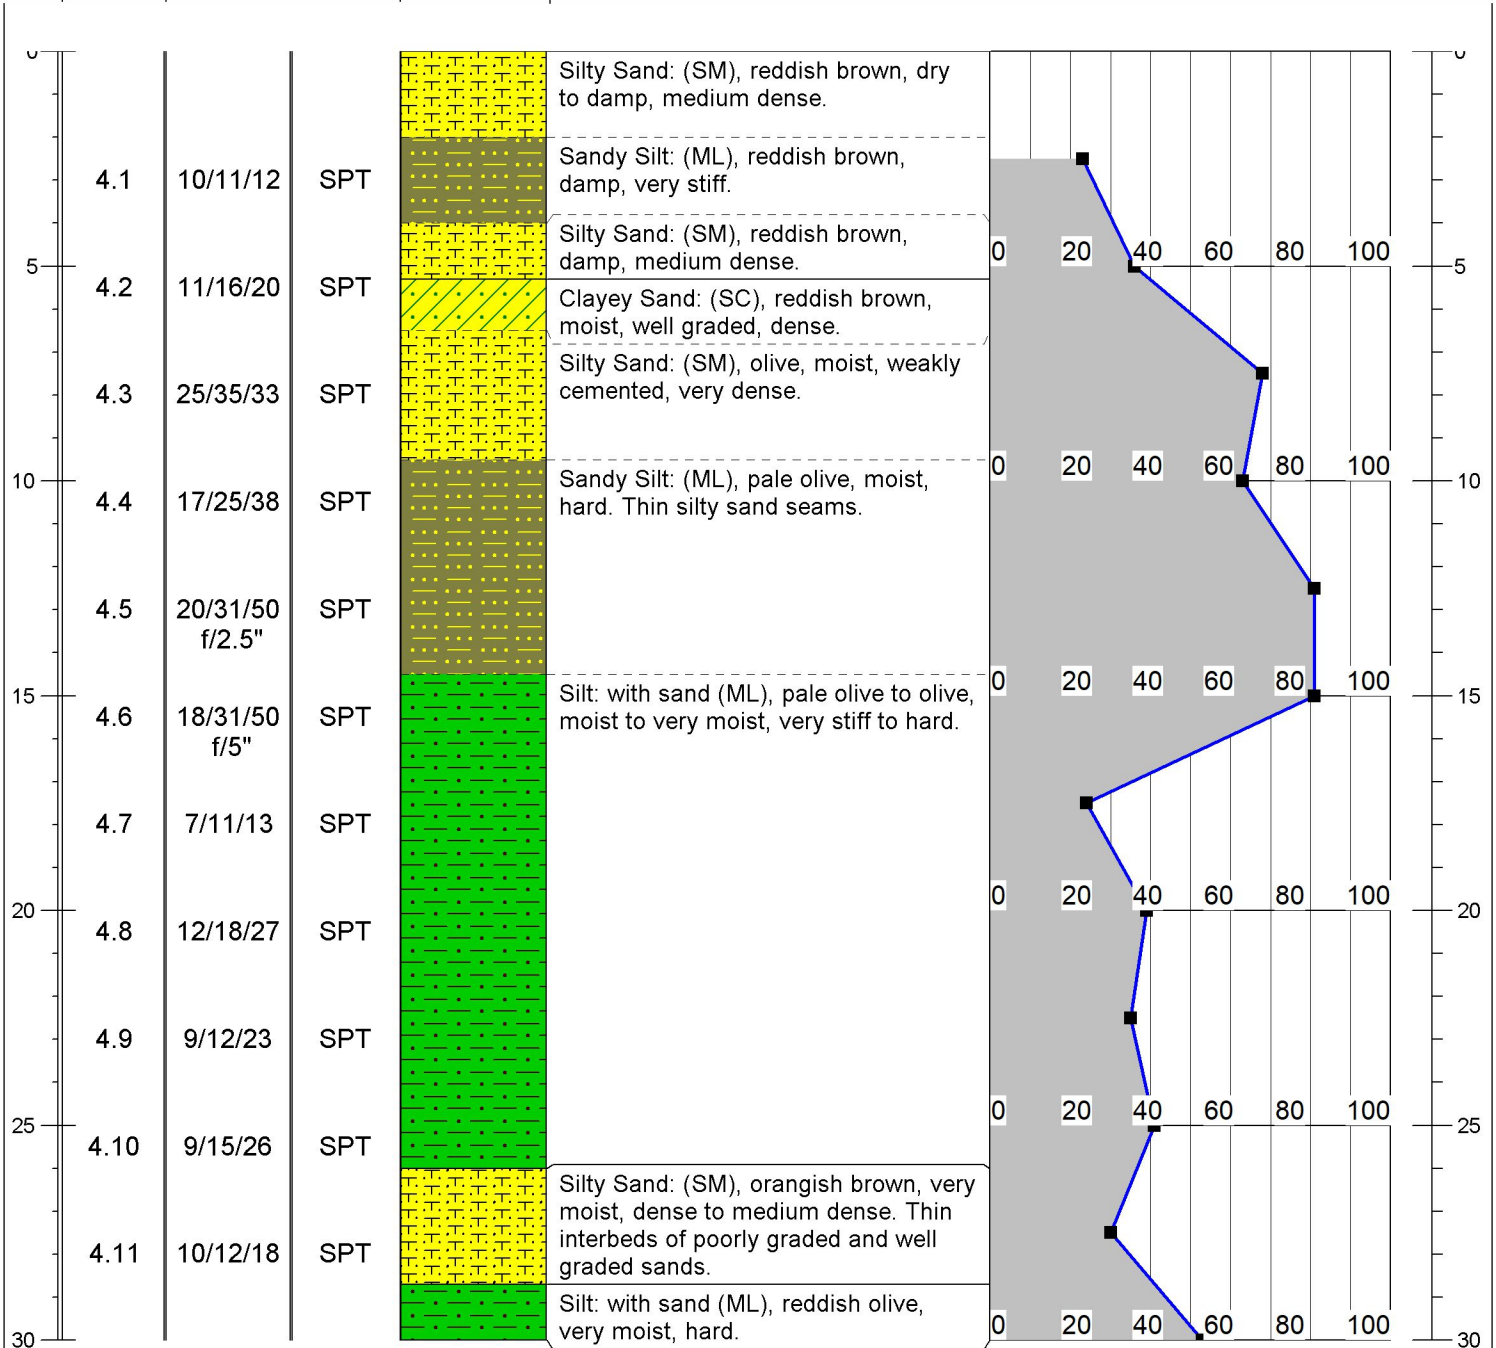 0
0
Silty Sand: (SM), reddish brown, dry
to damp, medium dense.
4.1 10/11/12 SPT
Sandy Silt: (ML), reddish brown,
damp, very stiff.
Silty Sand: (SM), reddish brown,
damp, medium dense.
0 20 40 60 80 100
5
5
4.2 11/16/20 SPT
Clayey Sand: (SC), reddish brown,
moist, well graded, dense.
Silty Sand: (SM), olive, moist, weakly
cemented, very dense.
4.3 25/35/33 SPT
0 20 40 60 80 100
10
10
Sandy Silt: (ML), pale olive, moist,
hard. Thin silty sand seams.
4.4 17/25/38 SPT
4.5 20/31/50 SPT
f/2.5"
0 20 40 60 80 100
15
15
Silt: with sand (ML), pale olive to olive,
moist to very moist, very stiff to hard.
4.6 18/31/50 SPT
f/5"
4.7 7/11/13 SPT
0 20 40 60 80 100
20
20
4.8 12/18/27 SPT
4.9 9/12/23 SPT
0 20 40 60 80 100
25
25
4.10 9/15/26 SPT
Silty Sand: (SM), orangish brown, very
moist, dense to medium dense. Thin
interbeds of poorly graded and well
graded sands.
4.11 10/12/18 SPT
Silt: with sand (ML), reddish olive,
very moist, hard.
0 20 40 60 80 100
30
30